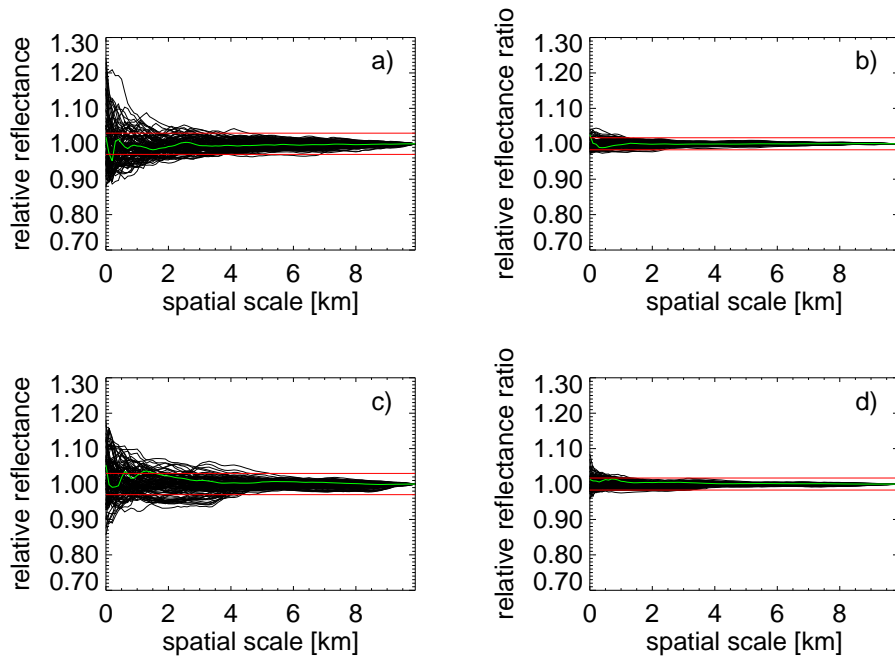 1.30
1.20
1.10
1.00
0.90
0.80
0.70
relative reflectance
a)
0 2 4 6 8
spatial scale [km]
1.30
1.20
1.10
1.00
0.90
0.80
0.70
relative reflectance ratio
b)
0 2 4 6 8
spatial scale [km]
1.30
1.20
1.10
1.00
0.90
0.80
0.70
relative reflectance
c)
0 2 4 6 8
spatial scale [km]
1.30
1.20
1.10
1.00
0.90
0.80
0.70
relative reflectance ratio
d)
0 2 4 6 8
spatial scale [km]